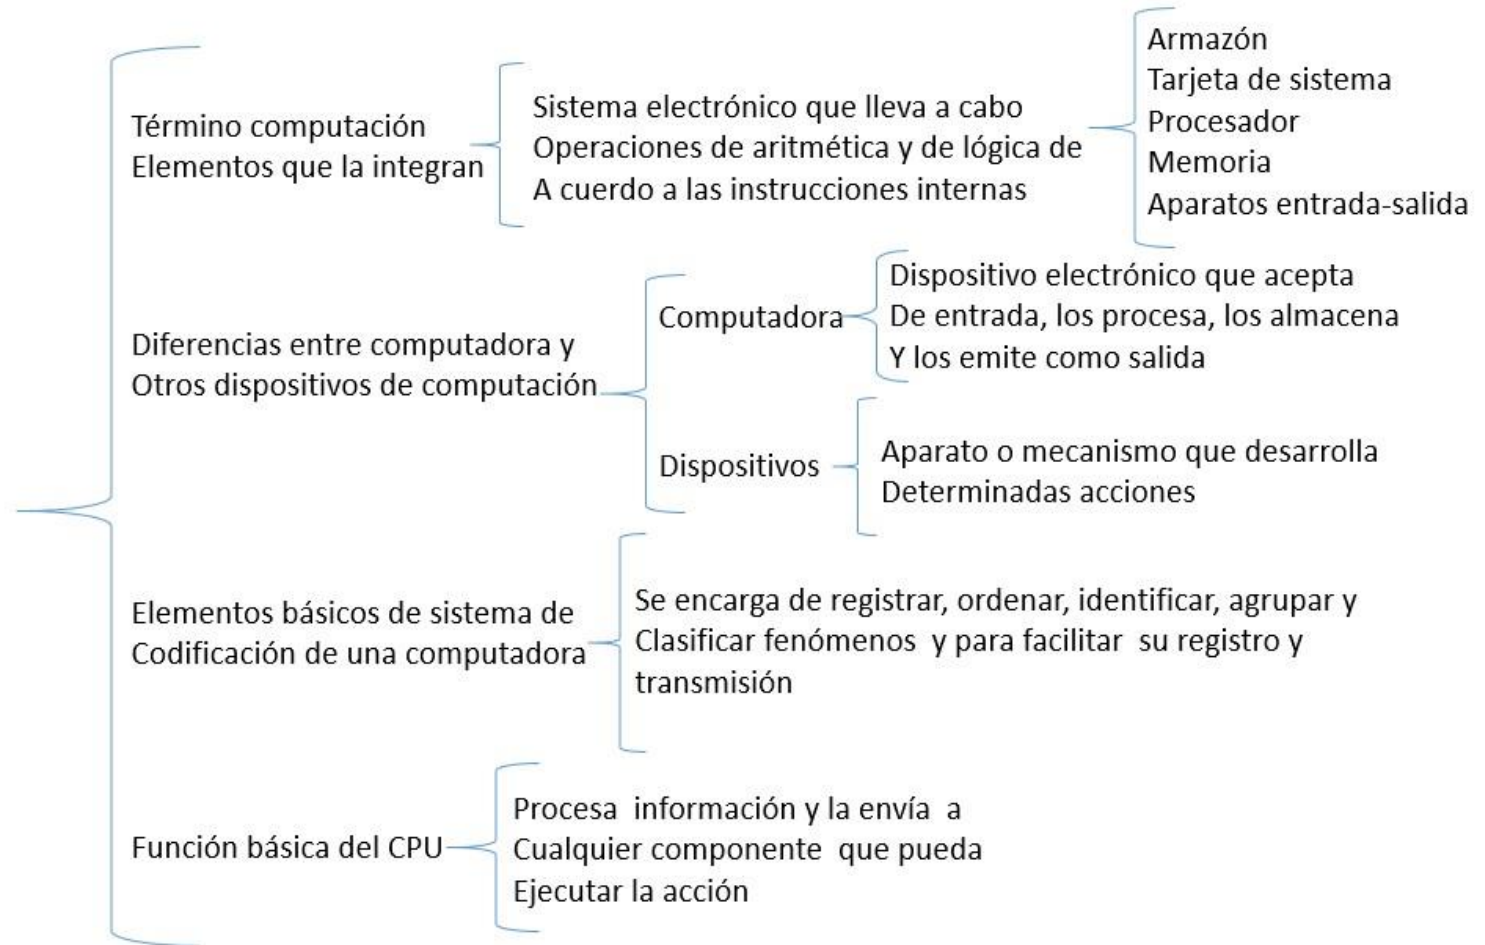 Término computación
Elementos que la integran
Sistema electrónico que lleva a cabo
Operaciones de aritmética y de lógica de
A cuerdo a las instrucciones internas
Armazón
Tarjeta de sistema
Procesador
Memoria
Aparatos entrada-salida
Diferencias entre computadora y
Otros dispositivos de computación
Computadora
Dispositivo electrónico que acepta
De entrada, los procesa, los almacena
Y los emite como salida
Dispositivos
Aparato o mecanismo que desarrolla
Determinadas acciones
Elementos básicos de sistema de
Codificación de una computadora
Se encarga de registrar, ordenar, identificar, agrupar y
Clasificar fenómenos y para facilitar su registro y
transmisión
Función básica del CPU
Procesa información y la envía a
Cualquier componente que pueda
Ejecutar la acción